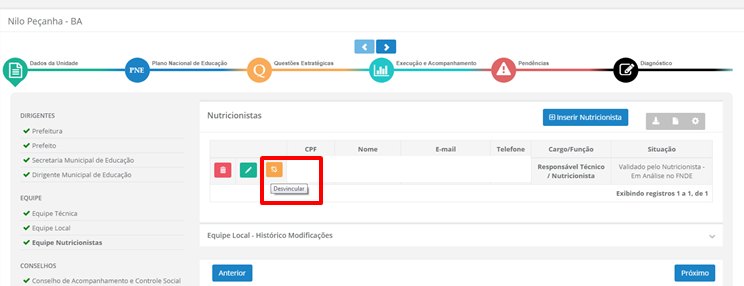 Nilo Peçanha - BA
Dados da Unidade
Plano Nacional de Educação
Questões Estratégicas
Execução e Acompanhamento
Pendências
Diagnóstico
PNE
Q
DIRIGENTES
Prefeitura
Prefeito
Secretaria Municipal de Educação
Dirigente Municipal de Educação
EQUIPE
Equipe Técnica
Equipe Local
Equipe Nutricionistas
CONSELHOS
Conselho de Acompanhamento e Controle Social
Nutricionistas
Inserir Nutricionista
CPF Nome E-mail Telefone Cargo/Função Situação
Responsável Técnico
/ Nutricionista
Validado pelo Nutricionista -
Em Análise no FNDE
Desvincular
Exibindo registros 1 a 1, de 1
Equipe Local - Histórico Modificações
Anterior
Próximo